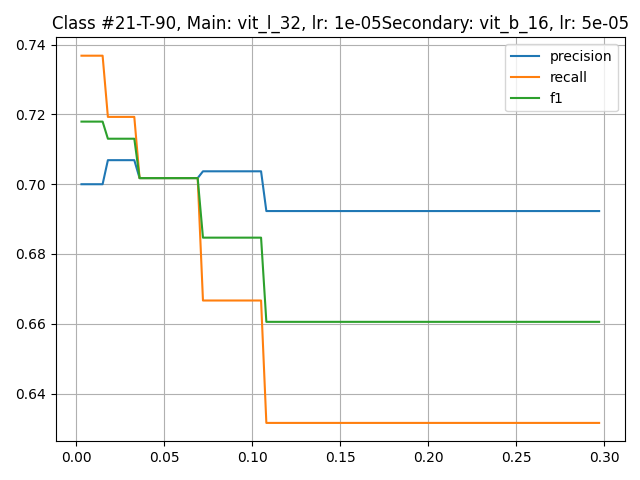 Class #21-T-90, Main: vit_l_32, lr: 1e-05Secondary: vit_b_16, lr: 5e-05
precision
recall
f1
0.74
0.72
0.70
0.68
0.66
0.64
0.00 0.05 0.10 0.15 0.20 0.25 0.30